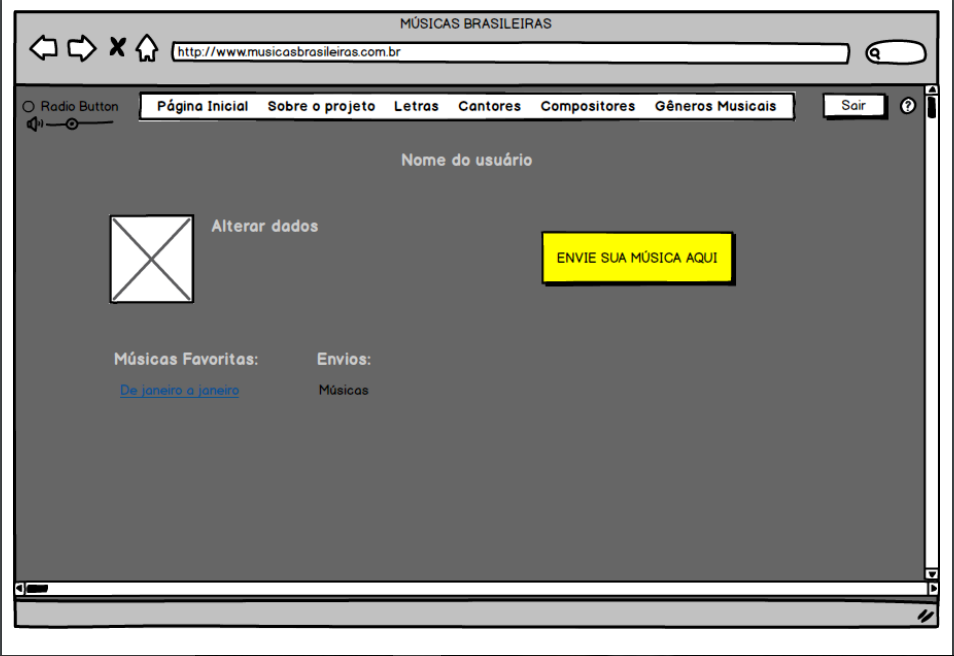 MÚSICAS BRASILEIRAS
http://www.musicasbrasileiras.com.br
Radio Button
Página Inicial Sobre o projeto Letras Cantores Compositores Gêneros Musicais
Sair
?
Nome do usuário
Alterar dados
ENVIE SUA MÚSICA AQUI
Músicas Favoritas: Envios:
De janeiro a janeiro Músicas